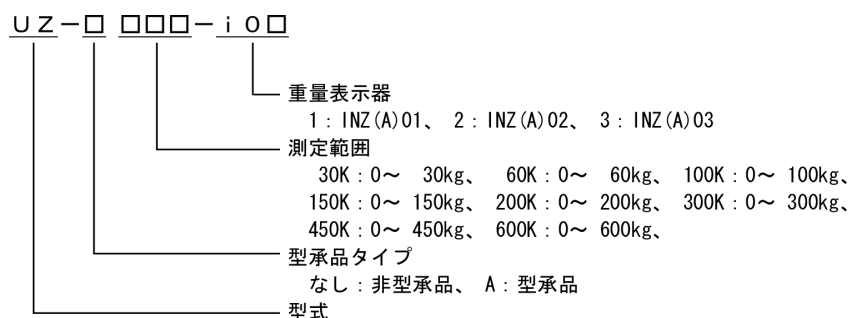 UZ－□ □□□－i0□
重量表示器
1：INZ(A)01、 2：INZ(A)02、 3：INZ(A)03
測定範囲
30K：0～ 30kg、 60K：0～ 60kg、 100K：0～ 100kg、
150K：0～ 150kg、 200K：0～ 200kg、 300K：0～ 300kg、
450K：0～ 450kg、 600K：0～ 600kg、
型承品タイプ
なし：非型承品、 A：型承品
型式